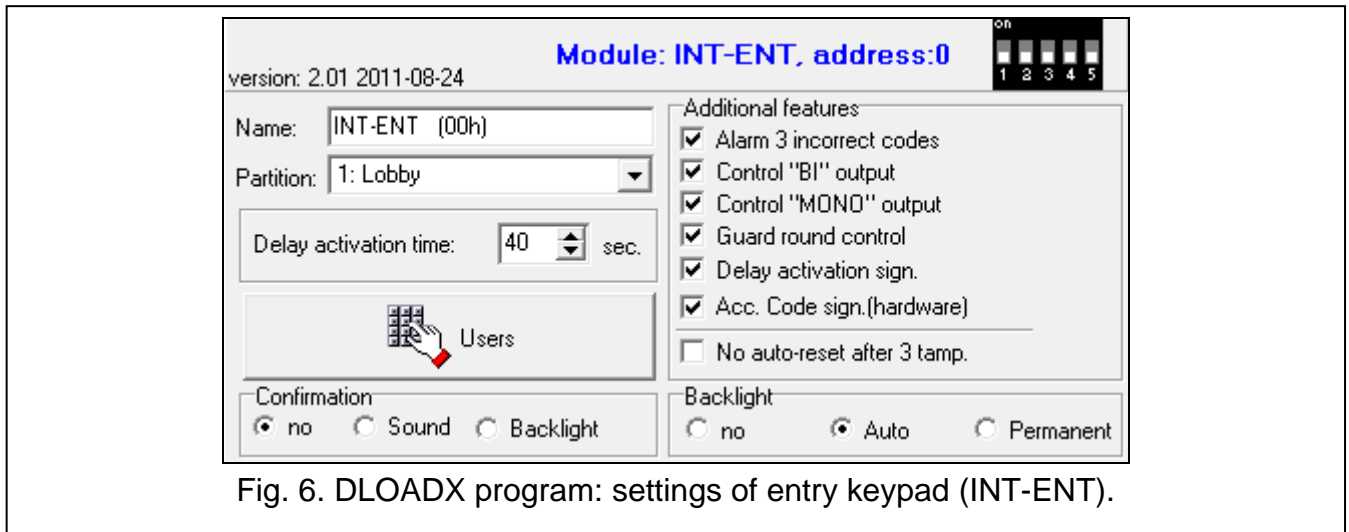 on
Module: INT-ENT, address:0
version: 2.01 2011-08-24
1 2 3 4 5
Name: INT-ENT (00h)
Partition: 1: Lobby
Delay activation time: 40 sec.
Users
Confirmation
no Sound Backlight
Additional features
Alarm 3 incorrect codes
Control "BI" output
Control "MONO" output
Guard round control
Delay activation sign.
Acc. Code sign.(hardware)
No auto-reset after 3 tamp.
Backlight
no Auto Permanent
Fig. 6. DLOADX program: settings of entry keypad (INT-ENT).